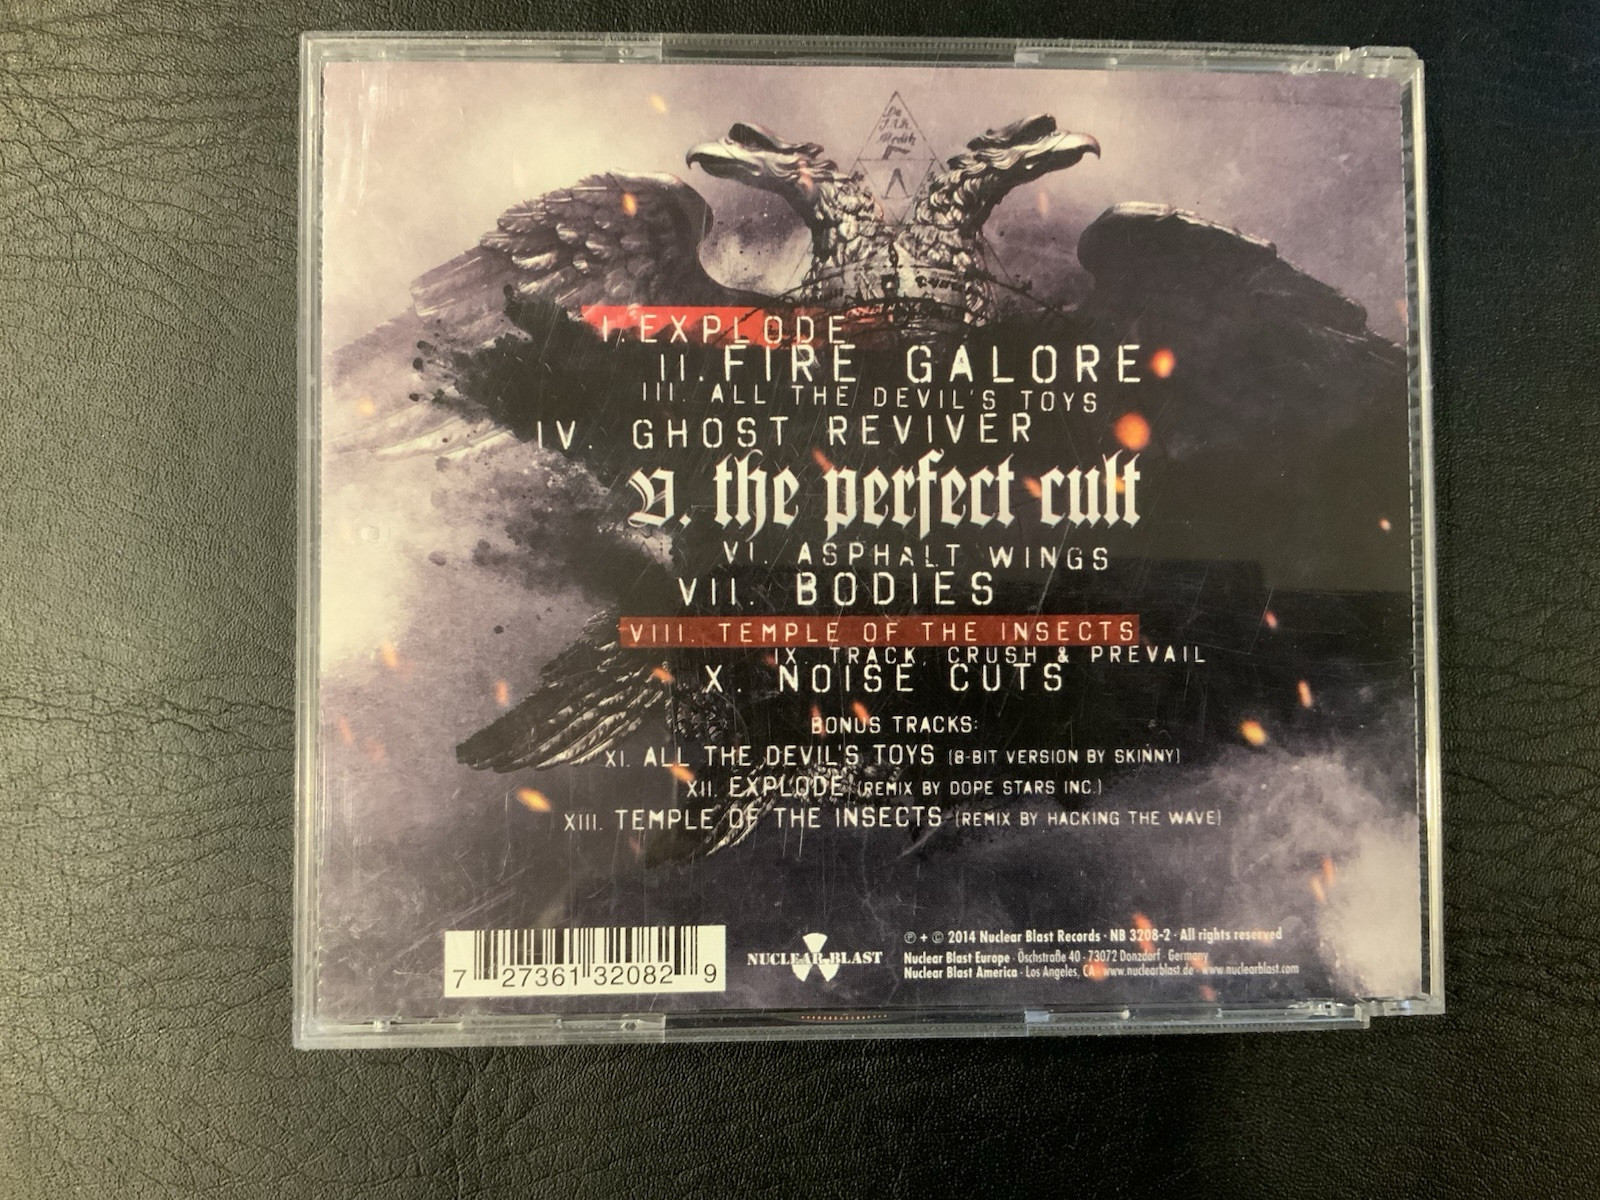 I. EXPLODE
II. FIRE GALORE
III. ALL THE DEVIL'S TOYS
IV. GHOST REVIVER
V. the perfect cult
VI. ASPHALT WINGS
VII. BODIES
VIII. TEMPLE OF THE INSECTS
IX. TRACK, CRUSH & PREVAIL
X. NOISE CUTS
BONUS TRACKS:
XI. ALL THE DEVIL'S TOYS (8-BIT VERSION BY SKINNY)
XII. EXPLODE (REMIX BY DOPE STARS INC.)
XIII. TEMPLE OF THE INSECTS (REMIX BY HACKING THE WAVE)
7 27361 32082 9
NUCLEAR BLAST
℗ + © 2014 Nuclear Blast Records · NB 3208-2 · All rights reserved
Nuclear Blast Europe · Öschstraße 40 · 73072 Donzdorf · Germany
Nuclear Blast America · Los Angeles, CA · www.nuclearblast.de · www.nuclearblast.com